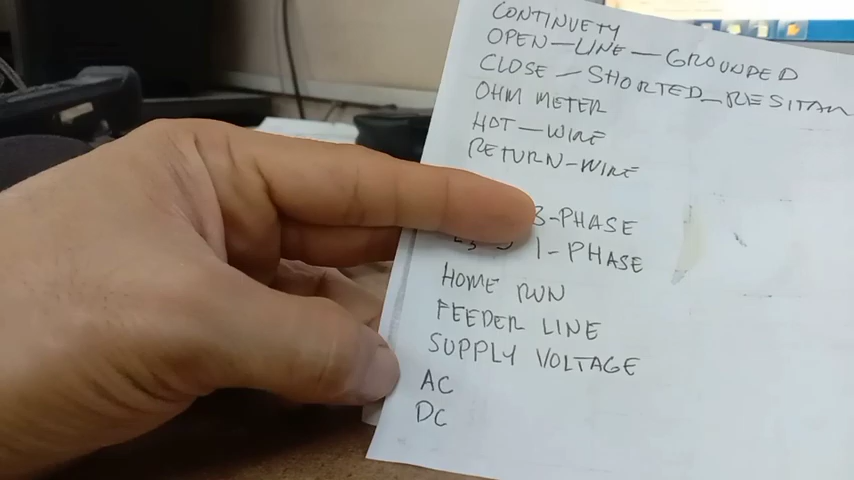 CONTINUETY
OPEN-LINE-GROUNDED
CLOSE-SHORTED-RESITAN
OHM METER
HOT-WIRE
RETURN-WIRE
3-PHASE
1-PHASE
HOME RUN
FEEDER LINE
SUPPLY VOLTAGE
AC
DC